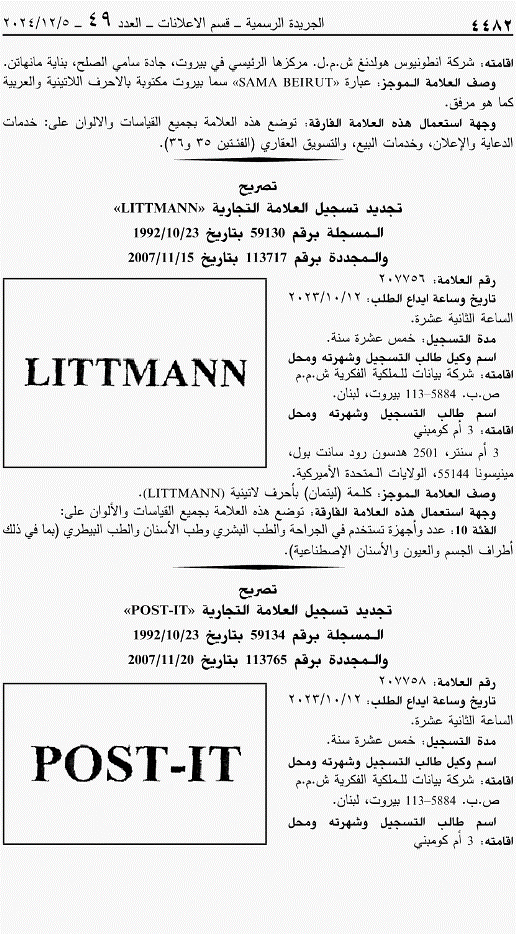 ٤٤٨٢ الجريدة الرسمية ــ قسم الاعلانات ــ العدد ٤٩ ــ ٢٠٢٤/١٢/٥
اقامته: شركة انطونيوس هولدنغ ش.م.ل. مركزها الرئيسي في بيروت، جادة سامي الصلح، بناية مانهاتن.
وصف العلامة الموجز: عبارة «SAMA BEIRUT» سما بيروت مكتوبة بالاحرف اللاتينية والعربية
كما هو مرفق.
وجهة استعمال هذه العلامة الفارقة: توضع هذه العلامة بجميع القياسات والالوان على: خدمات
الدعاية والإعلان، وخدمات البيع، والتسويق العقاري (الفئتين ٣٥ و٣٦).
تصريح
تجديد تسجيل العلامة التجارية «LITTMANN»
المسجلة برقم 59130 بتاريخ 1992/10/23
والمجددة برقم 113717 بتاريخ 2007/11/15
رقم العلامة: ٢٠٧٧٥٦
تاريخ وساعة ايداع الطلب: ٢٠٢٣/١٠/١٢
الساعة الثانية عشرة.
مدة التسجيل: خمس عشرة سنة.
اسم وكيل طالب التسجيل وشهرته ومحل
اقامته: شركة بيانات للملكية الفكرية ش.م.م
ص.ب. 5884–113 بيروت، لبنان.
اسم طالب التسجيل وشهرته ومحل
اقامته: 3 أم كومبني
3 أم سنتر، 2501 هدسون رود سانت بول،
مينيسونا 55144، الولايات المتحدة الأميركية.
LITTMANN
وصف العلامة الموجز: كلمة (ليتمان) بأحرف لاتينية (LITTMANN).
وجهة استعمال هذه العلامة الفارقة: توضع هذه العلامة بجميع القياسات والألوان على:
الفئة 10: عدد وأجهزة تستخدم في الجراحة والطب البشري وطب الأسنان والطب البيطري (بما في ذلك
أطراف الجسم والعيون والأسنان الإصطناعية).
تصريح
تجديد تسجيل العلامة التجارية «POST-IT»
المسجلة برقم 59134 بتاريخ 1992/10/23
والمجددة برقم 113765 بتاريخ 2007/11/20
رقم العلامة: ٢٠٧٧٥٨
تاريخ وساعة ايداع الطلب: ٢٠٢٣/١٠/١٢
الساعة الثانية عشرة.
مدة التسجيل: خمس عشرة سنة.
اسم وكيل طالب التسجيل وشهرته ومحل
اقامته: شركة بيانات للملكية الفكرية ش.م.م
ص.ب. 5884–113 بيروت، لبنان.
اسم طالب التسجيل وشهرته ومحل
اقامته: 3 أم كومبني
POST-IT